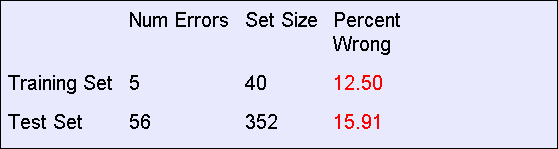 Num Errors Set Size Percent
Wrong
Training Set 5 40 12.50
Test Set 56 352 15.91